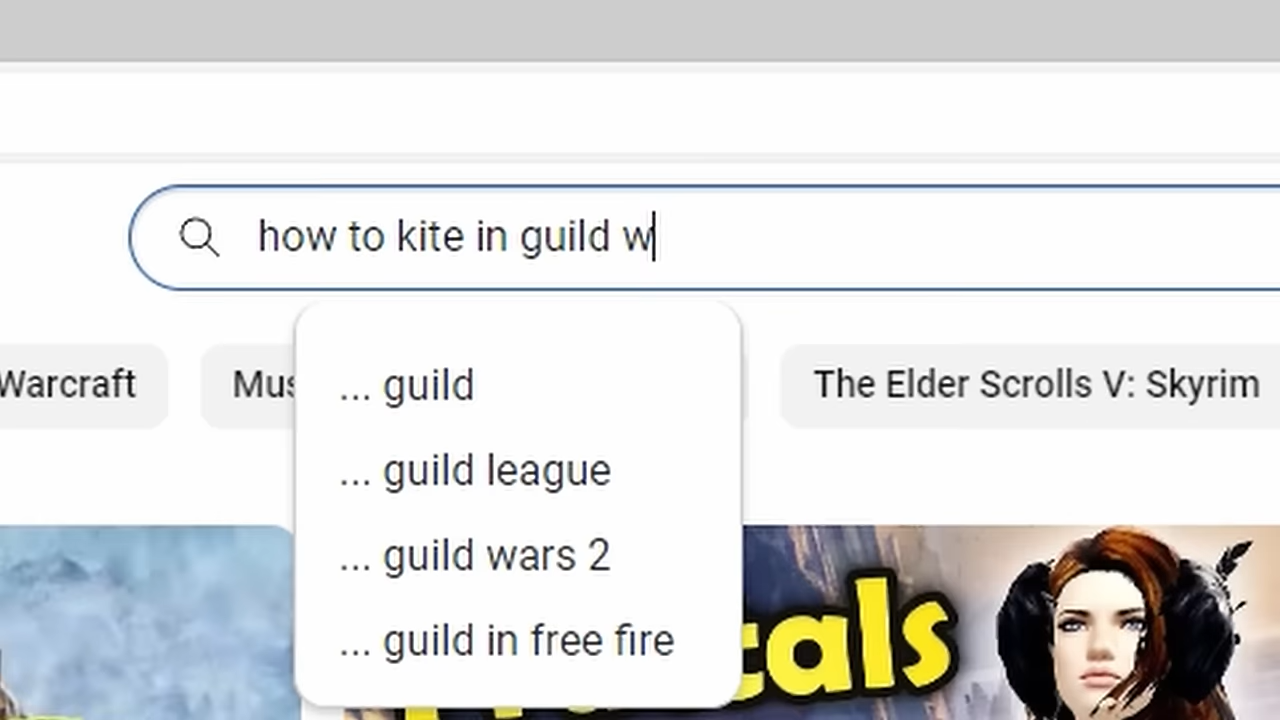 how to kite in guild w
Warcraft
Mus
The Elder Scrolls V: Skyrim
... guild
... guild league
... guild wars 2
... guild in free fire